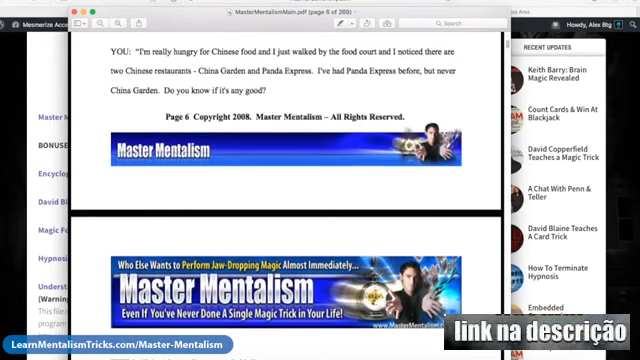 MasterMentalismMain.pdf (page 6 of 269)
Mesmerize Acce
Search
Howdy, Alex Btg
YOU: "I'm really hungry for Chinese food and I just walked by the food court and I noticed there are
two Chinese restaurants - China Garden and Panda Express. I've had Panda Express before, but never
China Garden. Do you know if it's any good?
Page 6 Copyright 2008. Master Mentalism – All Rights Reserved.
Master Mentalism
Who Else Wants to Perform Jaw-Dropping Magic Almost Immediately...
Master Mentalism
Even If You've Never Done A Single Magic Trick in Your Life!
www.MasterMentalism.co
Master M
BONUSE
Encyclop
David Bl
Magic Fo
Hypnosi
Underst
(Warning
This file i
program
RECENT UPDATES
Keith Barry: Brain
Magic Revealed
Count Cards & Win At
Blackjack
David Copperfield
Teaches a Magic Trick
A Chat With Penn &
Teller
David Blaine Teaches
A Card Trick
How To Terminate
Hypnosis
Embedded
LearnMentalismTricks.com/Master-Mentalism
link na descrição